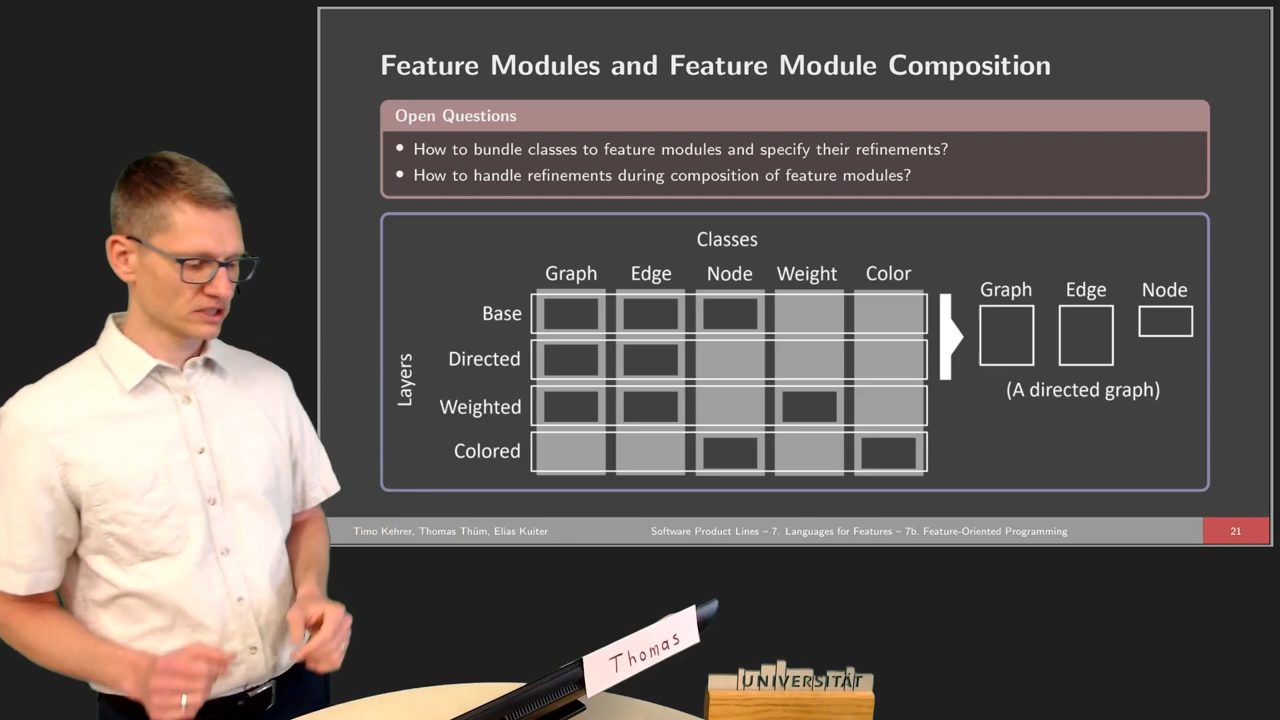 Feature Modules and Feature Module Composition
Open Questions
• How to bundle classes to feature modules and specify their refinements?
• How to handle refinements during composition of feature modules?
Classes
Graph Edge Node Weight Color
Layers
Base
Directed
Weighted
Colored
Graph Edge Node
(A directed graph)
Timo Kehrer, Thomas Thüm, Elias Kuiter
Software Product Lines – 7. Languages for Features – 7b. Feature-Oriented Programming
21
Thomas
UNIVERSITÄT